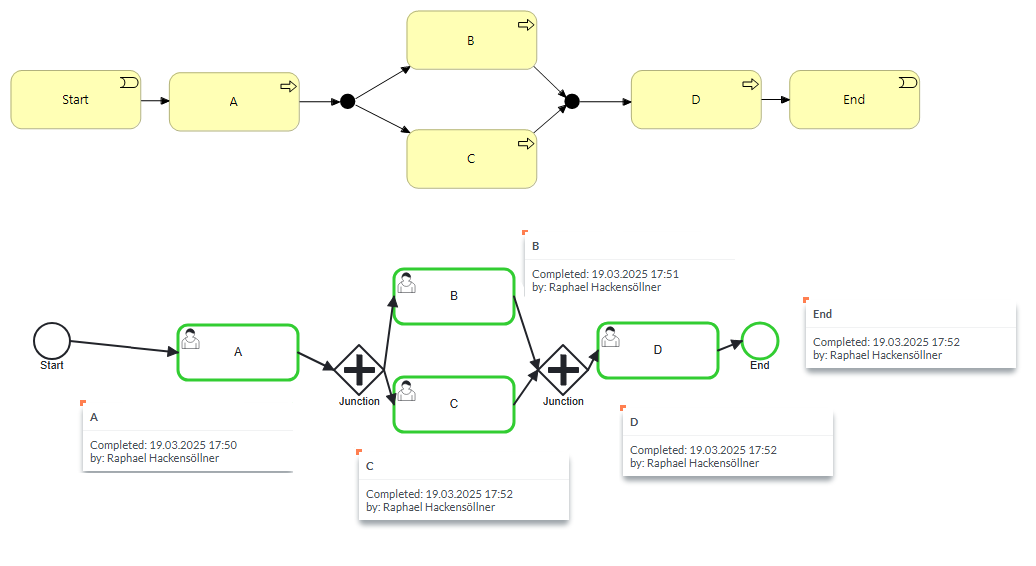 B
Start
A
D
End
C
B
Completed: 19.03.2025 17:51
by: Raphael Hackensöllner
B
End
Completed: 19.03.2025 17:52
by: Raphael Hackensöllner
Start
A
D
End
Junction
C
Junction
A
Completed: 19.03.2025 17:50
by: Raphael Hackensöllner
D
Completed: 19.03.2025 17:52
by: Raphael Hackensöllner
C
Completed: 19.03.2025 17:52
by: Raphael Hackensöllner